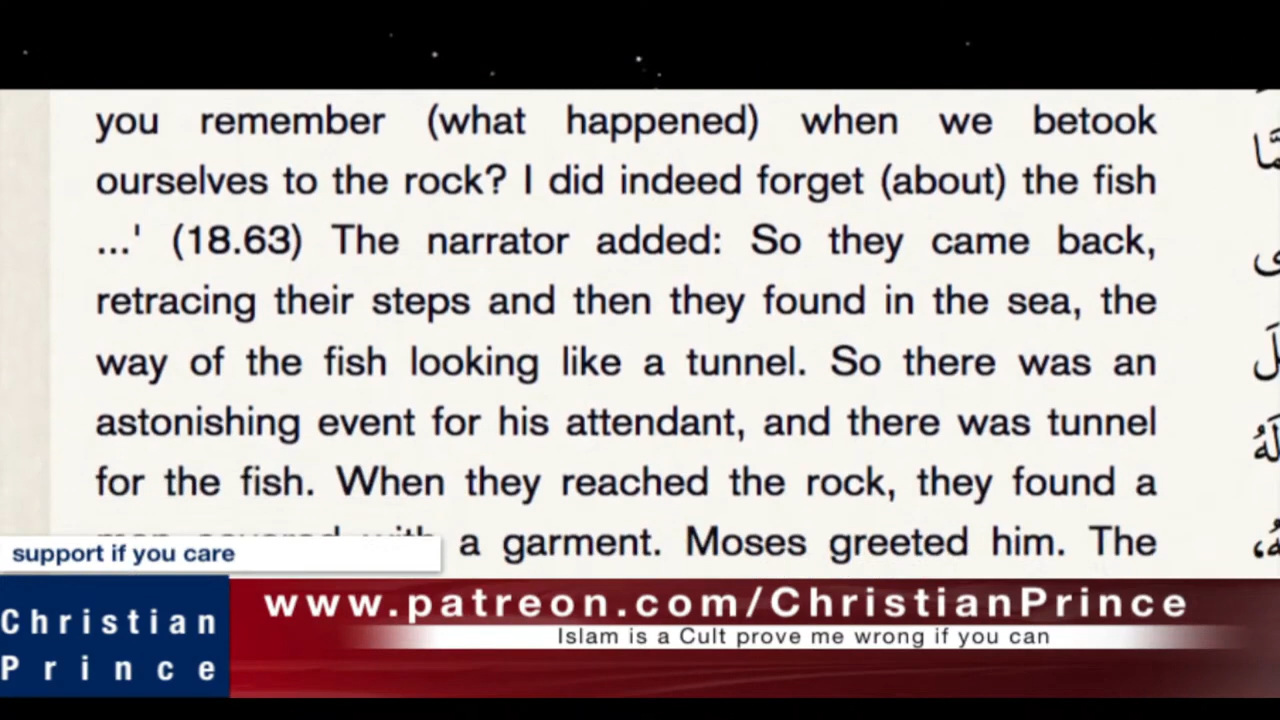 you remember (what happened) when we betook
ourselves to the rock? I did indeed forget (about) the fish
...' (18.63) The narrator added: So they came back,
retracing their steps and then they found in the sea, the
way of the fish looking like a tunnel. So there was an
astonishing event for his attendant, and there was tunnel
for the fish. When they reached the rock, they found a
man covered with a garment. Moses greeted him. The
support if you care
Christian
Prince
www.patreon.com/ChristianPrince
Islam is a Cult prove me wrong if you can